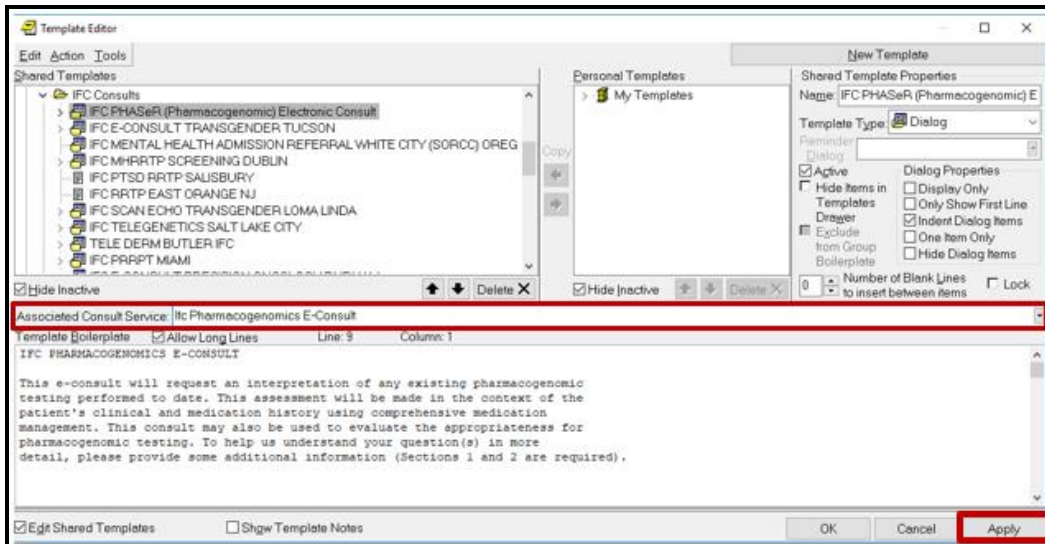 Template Editor
Edit Action Tools
New Template
Shared Templates
Personal Templates
Shared Template Properties
IFC Consults
IFC PHASeR (Pharmacogenomic) Electronic Consult
IFC E-CONSULT TRANSGENDER TUCSON
IFC MENTAL HEALTH ADMISSION REFERRAL WHITE CITY (SORCC) OREG
IFC MHRRTP SCREENING DUBLIN
IFC PTSD RRTP SALISBURY
IFC RRTP EAST ORANGE NJ
IFC SCAN ECHO TRANSGENDER LOMA LINDA
IFC TELEGENETICS SALT LAKE CITY
TELE DERM BUTLER IFC
IFC PRRPT MIAMI
My Templates
Copy
Name: IFC PHASeR (Pharmacogenomic) E
Template Type: Dialog
Reminder
Dialog
Active
Hide Items in
Templates
Drawer
Exclude
from Group
Boilerplate
Dialog Properties
Display Only
Only Show First Line
Indent Dialog Items
One Item Only
Hide Dialog Items
Hide Inactive
Delete
Hide Inactive
Delete
0 Number of Blank Lines
to insert between items
Lock
Associated Consult Service: Ifc Pharmacogenomics E-Consult
Template Boilerplate Allow Long Lines Line: 9 Column: 1
IFC PHARMACOGENOMICS E-CONSULT
This e-consult will request an interpretation of any existing pharmacogenomic
testing performed to date. This assessment will be made in the context of the
patient's clinical and medication history using comprehensive medication
management. This consult may also be used to evaluate the appropriateness for
pharmacogenomic testing. To help us understand your question(s) in more
detail, please provide some additional information (Sections 1 and 2 are required).
Edit Shared Templates
Show Template Notes
OK
Cancel
Apply